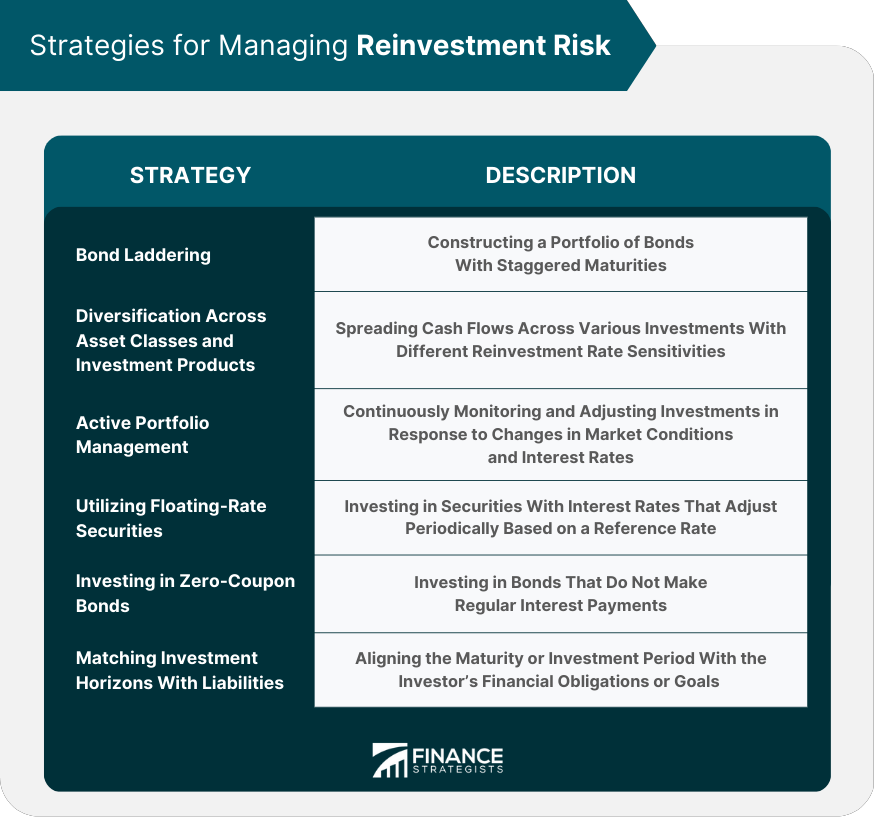 Strategies for Managing Reinvestment Risk
STRATEGY
DESCRIPTION
Bond Laddering
Constructing a Portfolio of Bonds
With Staggered Maturities
Diversification Across
Asset Classes and
Investment Products
Spreading Cash Flows Across Various Investments With
Different Reinvestment Rate Sensitivities
Active Portfolio
Management
Continuously Monitoring and Adjusting Investments in
Response to Changes in Market Conditions
and Interest Rates
Utilizing Floating-Rate
Securities
Investing in Securities With Interest Rates That Adjust
Periodically Based on a Reference Rate
Investing in Zero-Coupon
Bonds
Investing in Bonds That Do Not Make
Regular Interest Payments
Matching Investment
Horizons With Liabilities
Aligning the Maturity or Investment Period With the
Investor’s Financial Obligations or Goals
FINANCE
STRATEGISTS